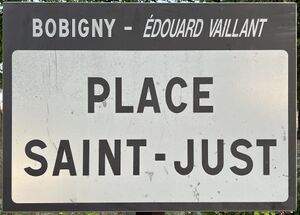 BOBIGNY - ÉDOUARD VAILLANT
PLACE
SAINT-JUST